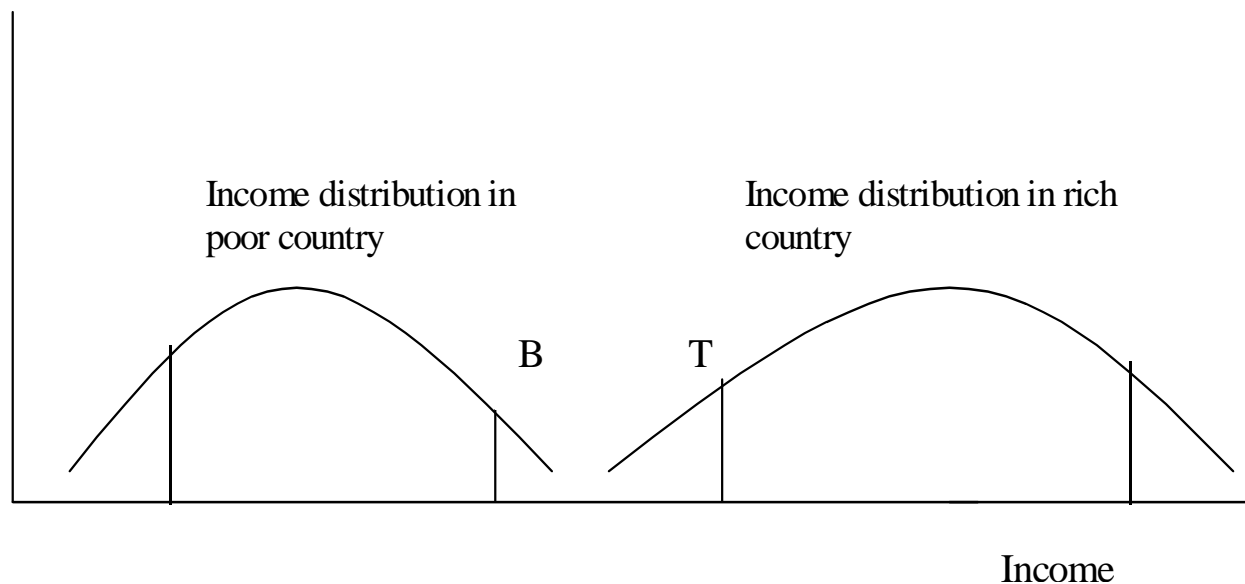 Income distribution in
poor country
Income distribution in rich
country
B
T
Income